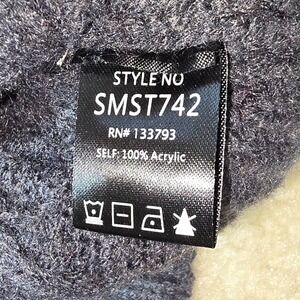 STYLE NO
SMST742
RN# 133793
SELF: 100% Acrylic